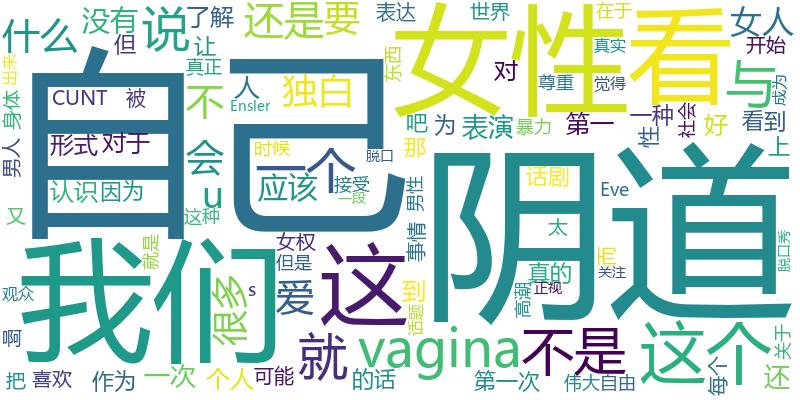 什么 没有 说 了解 还是 要 表达 世界 在于 女人
但 让 女性 看 真实 开始
出来 真正 人 东西 对 尊重 觉得 与 成为
身体 CUNT 被 不 Ensler 独白
自己 吧 为 表演 暴力 第一 一种 性 社会 好 看到
男人 形式 对于 会 时候 脱口 那 上
认识 因为 u 一个 应该 接受 一段 男性 阴道 话剧 Eve
又 这种 太
我们 就是 女权 这 事情 真的 而 关注
观众 很多 但是 s 爱 到 话题 高潮 正视 脱口秀
啊 就 vagina 不是 这个 关于
把 喜欢 作为 一次 个人 可能 的话 第一次 伟大自由 每个 还